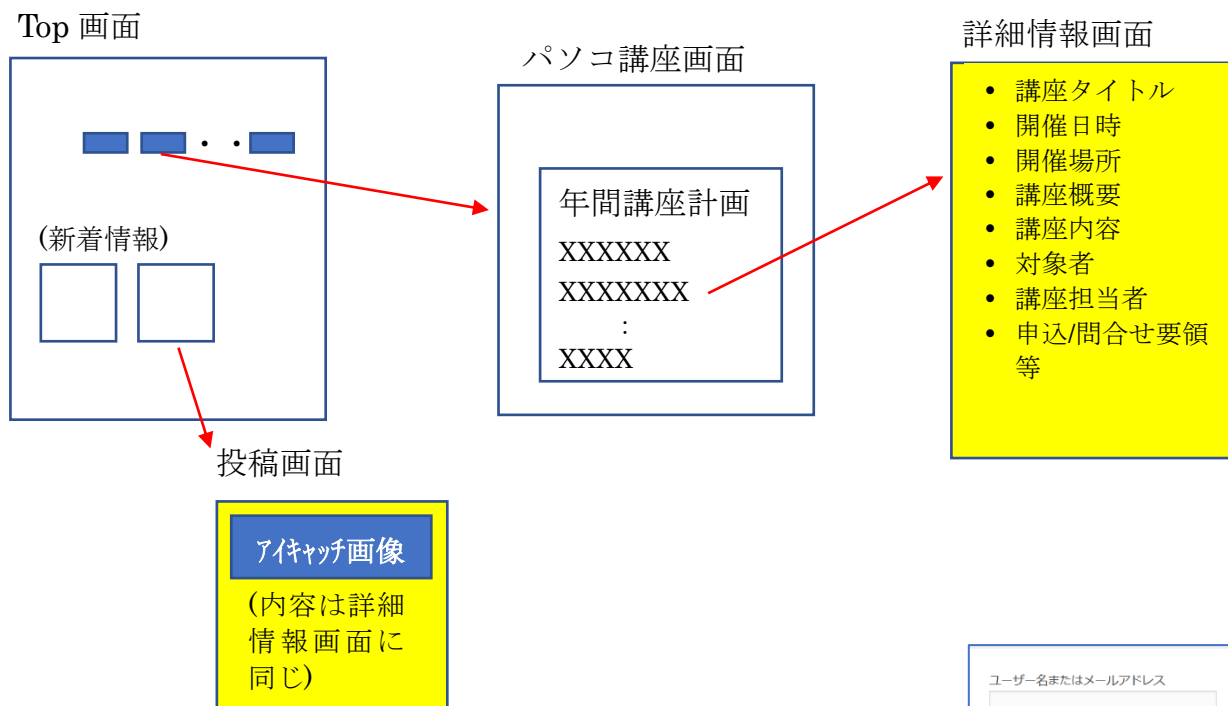 Top 画面
・・
(新着情報)
パソコ講座画面
年間講座計画
XXXXXX
XXXXXXX
:
XXXX
詳細情報画面
• 講座タイトル
• 開催日時
• 開催場所
• 講座概要
• 講座内容
• 対象者
• 講座担当者
• 申込/問合せ要領
等
投稿画面
ｱｲｷｬｯﾁ画像
(内容は詳細
情報画面に
同じ)
ユーザー名またはメールアドレス